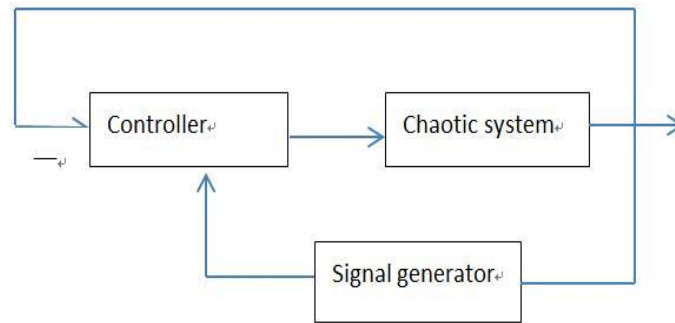 Controller
Chaotic system
—
Signal generator